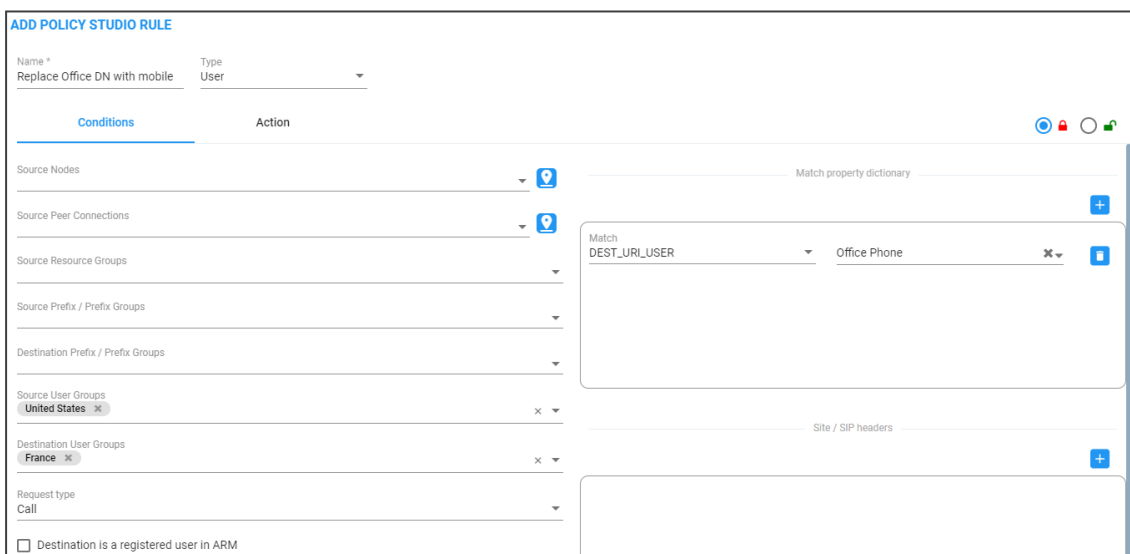 ADD POLICY STUDIO RULE
Name *
Type
Replace Office DN with mobile
User
Conditions
Action
Source Nodes
Source Peer Connections
Source Resource Groups
Source Prefix / Prefix Groups
Destination Prefix / Prefix Groups
Source User Groups
United States
Destination User Groups
France
Request type
Call
Destination is a registered user in ARM
Match property dictionary
Match
DEST_URI_USER
Office Phone
Site / SIP headers